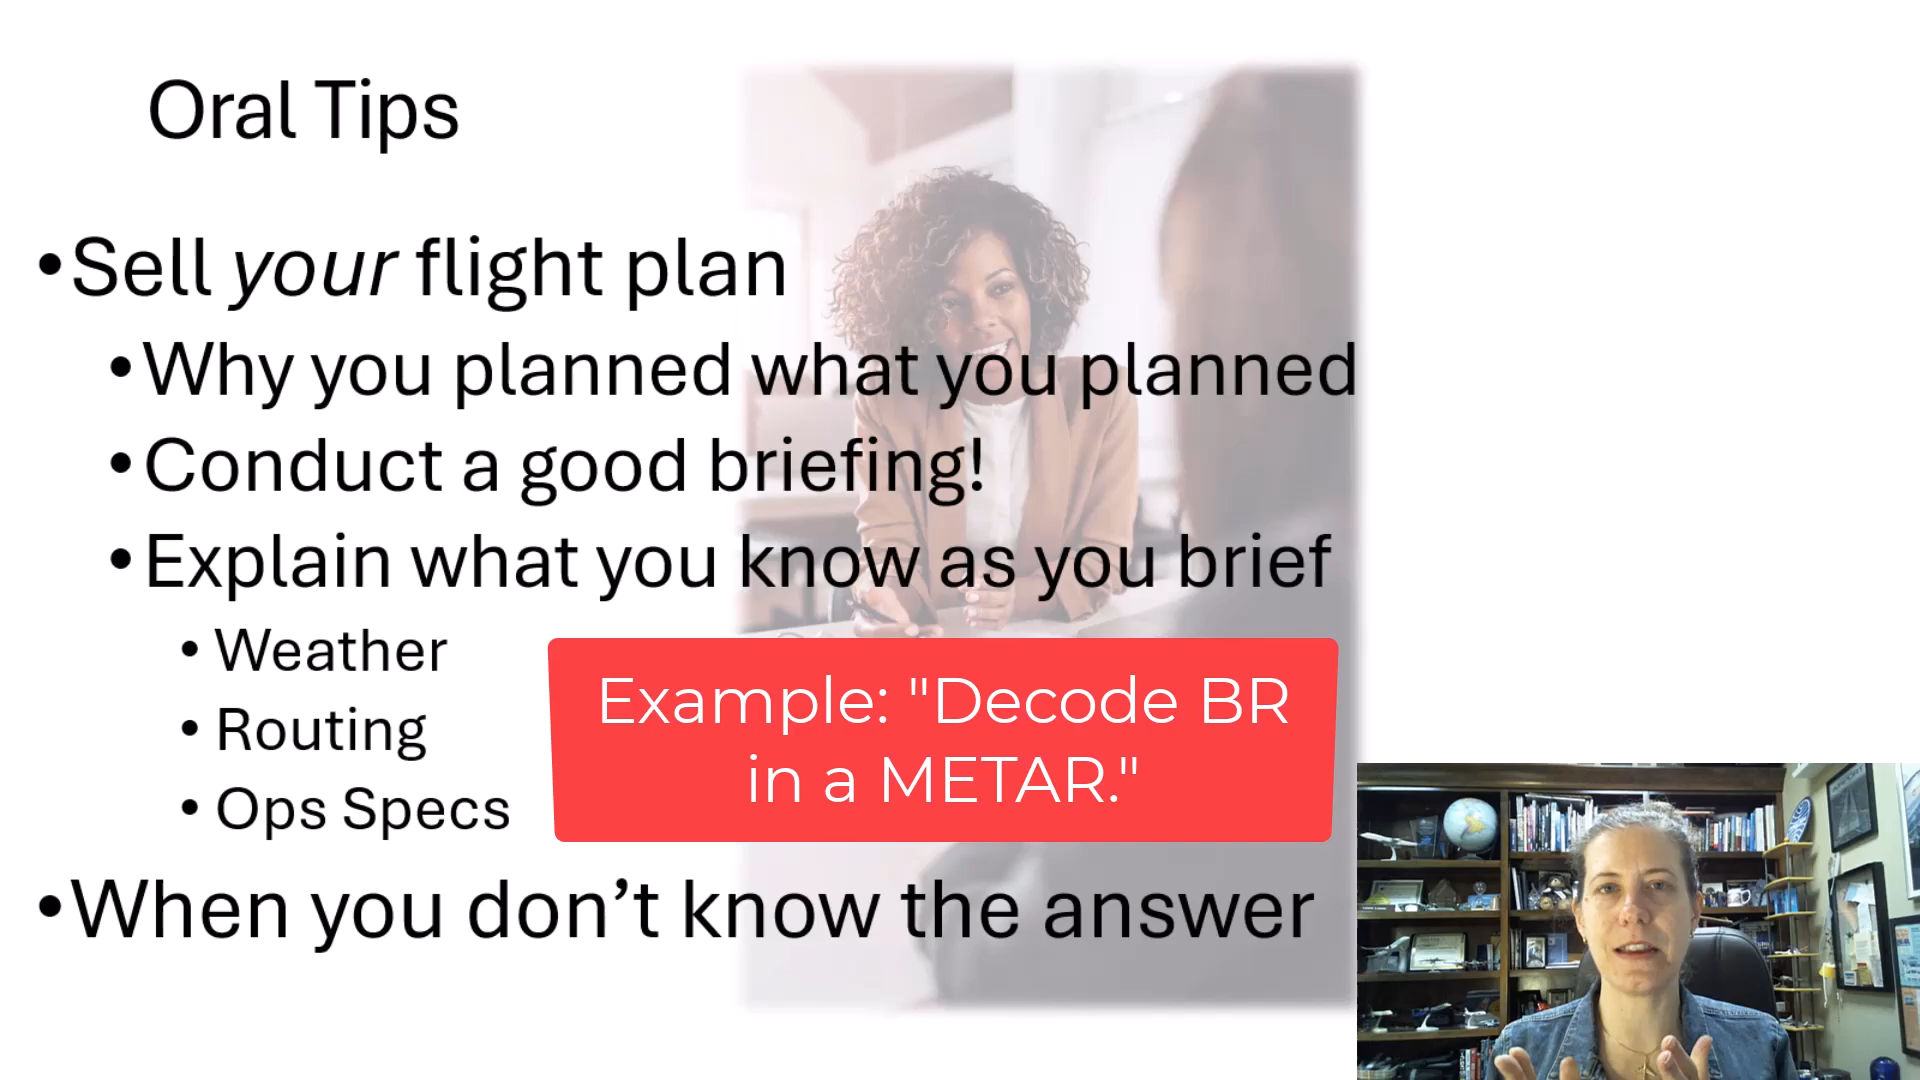 Oral Tips
•Sell your flight plan
•Why you planned what you planned
•Conduct a good briefing!
•Explain what you know as you brief
• Weather
• Routing
• Ops Specs
Example: "Decode BR
in a METAR."
•When you don’t know the answer